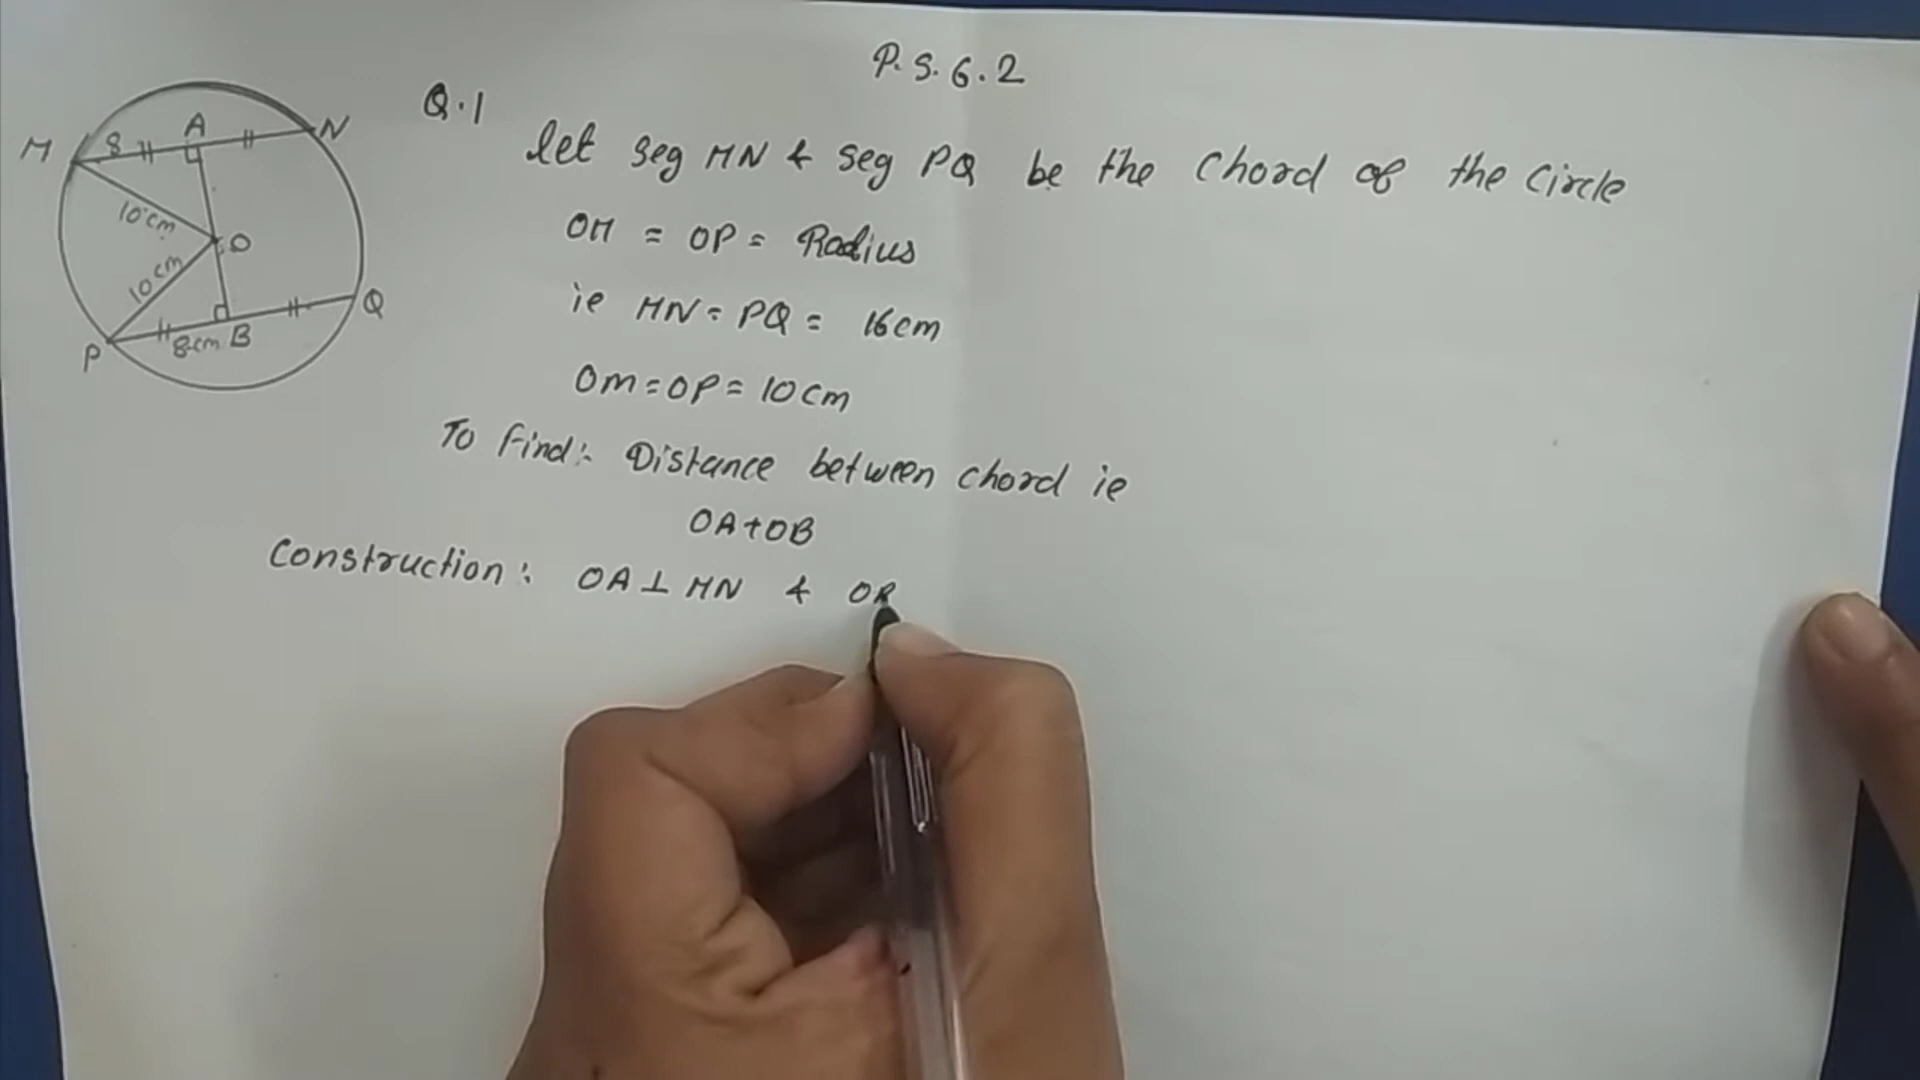 P.S. 6.2
Q.1
let seg MN & seg PQ be the chord of the circle
OM = OP = Radius
ie MN = PQ = 16cm
OM = OP = 10cm
To find:- Distance between chord ie
OA+OB
Construction: OA⊥MN & OB
M 8 A N
10cm
O
10cm
Q
P 8cm B